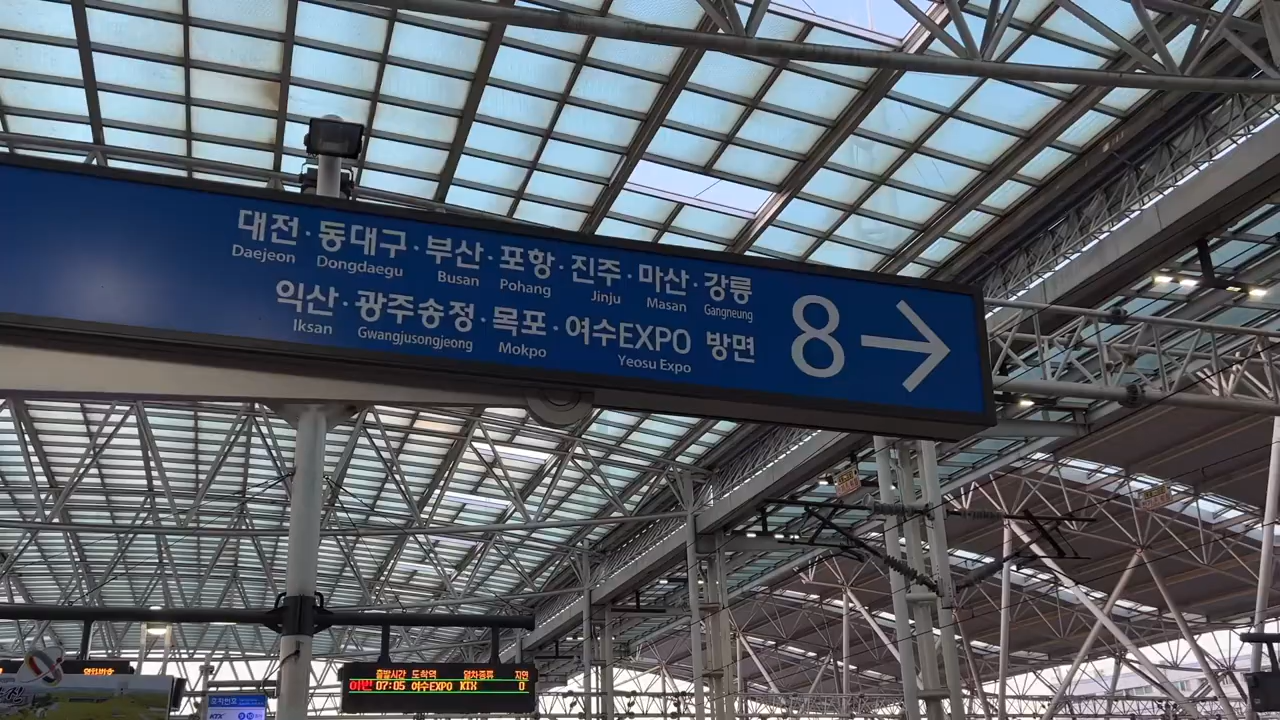 대전·동대구·부산·포항·진주·마산·강릉
Daejeon Dongdaegu Busan Pohang Jinju Masan Gangneung
익산·광주송정·목포·여수EXPO 방면
Iksan Gwangjusongjeong Mokpo Yeosu Expo
8
출발시간 도착역 열차종류 지연
이번 07:05 여수EXPO KTX 0
KTX